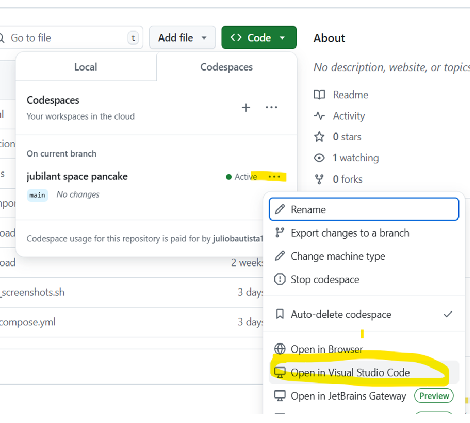 Go to file
t
Add file
Code
About
Local
Codespaces
No description, website, or topics
Codespaces
Your workspaces in the cloud
Readme
Activity
0 stars
1 watching
0 forks
On current branch
jubilant space pancake
Active
main
No changes
Codespace usage for this repository is paid for by juliobautista1
2 weeks
_screenshots.sh
3 days
compose.yml
3 days
Rename
Export changes to a branch
Change machine type
Stop codespace
Auto-delete codespace
Open in Browser
Open in Visual Studio Code
Open in JetBrains Gateway
Preview